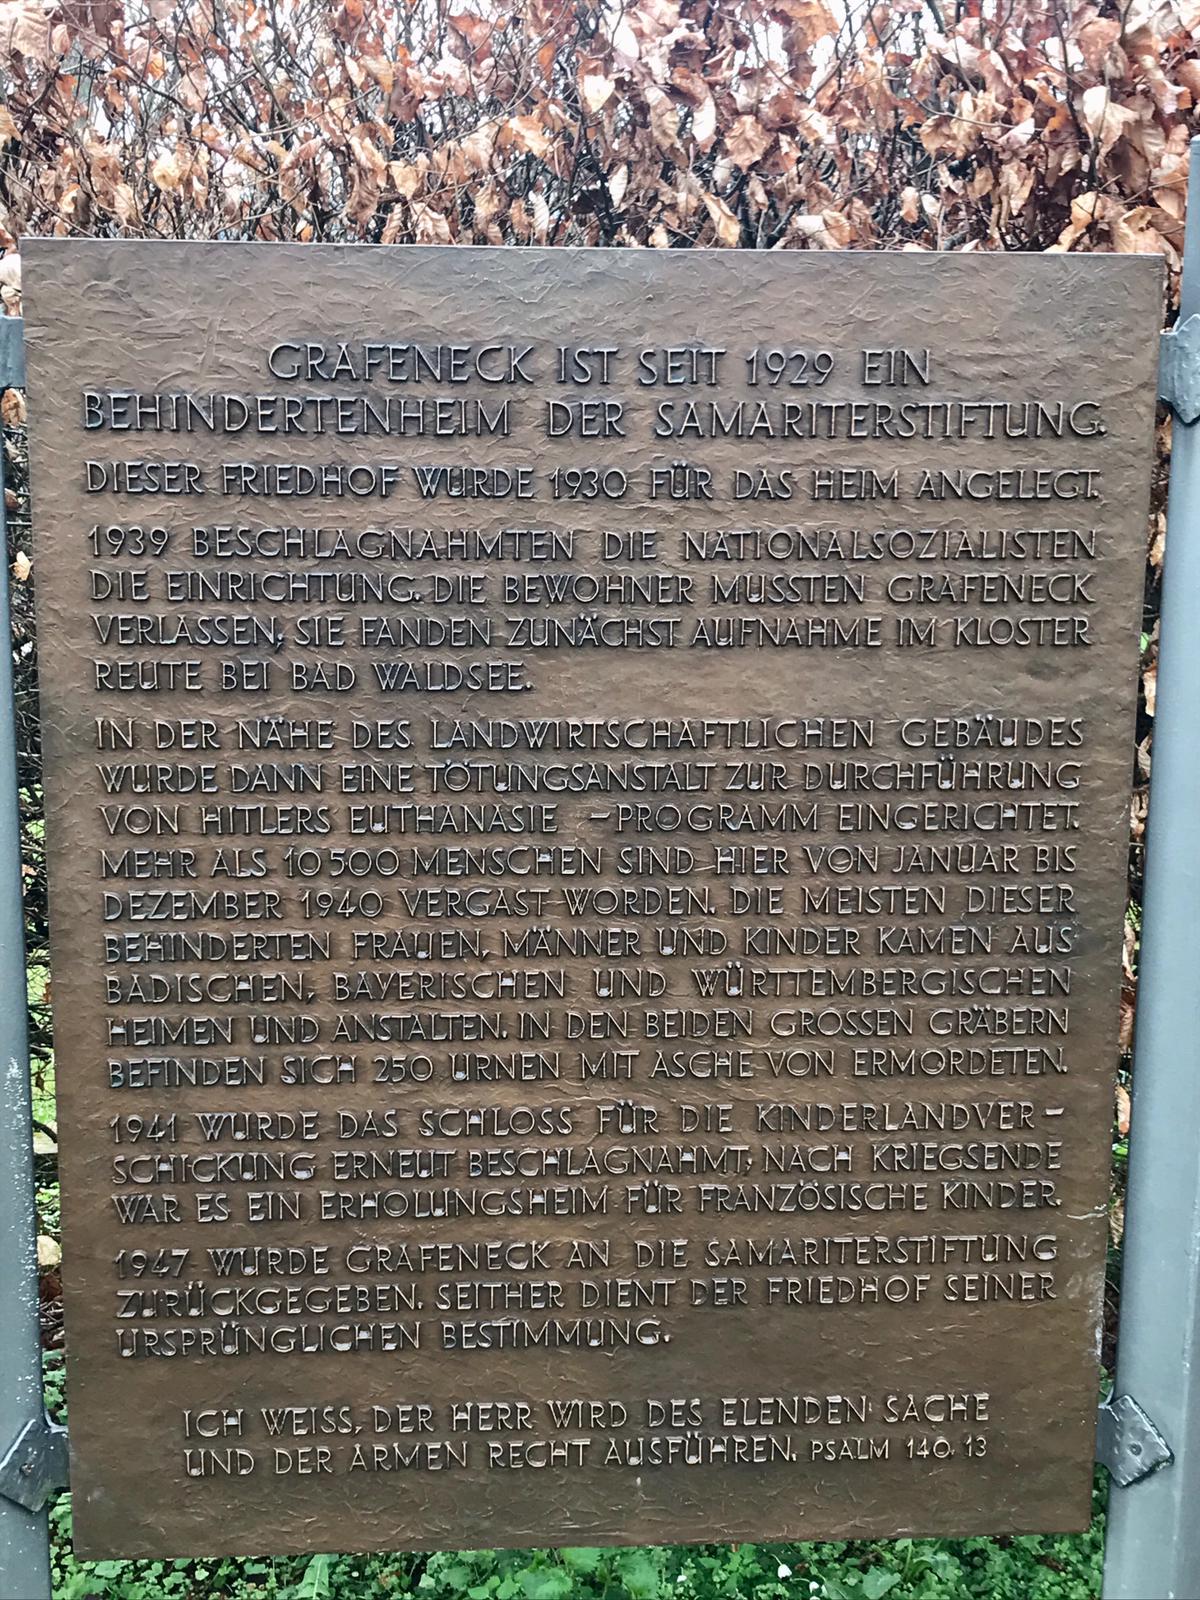 GRAFENECK IST SEIT 1929 EIN
BEHINDERTENHEIM DER SAMARITERSTIFTUNG.
DIESER FRIEDHOF WURDE 1930 FÜR DAS HEIM ANGELEGT.
1939 BESCHLAGNAHMTEN DIE NATIONALSOZIALISTEN
DIE EINRICHTUNG. DIE BEWOHNER MUSSTEN GRAFENECK
VERLASSEN, SIE FANDEN ZUNÄCHST AUFNAHME IM KLOSTER
REUTE BEI BAD WALDSEE.
IN DER NÄHE DES LANDWIRTSCHAFTLICHEN GEBÄUDES
WURDE DANN EINE TÖTUNGSANSTALT ZUR DURCHFÜHRUNG
VON HITLERS EUTHANASIE -PROGRAMM EINGERICHTET.
MEHR ALS 10500 MENSCHEN SIND HIER VON JANUAR BIS
DEZEMBER 1940 VERGAST WORDEN. DIE MEISTEN DIESER
BEHINDERTEN FRAUEN, MÄNNER UND KINDER KAMEN AUS
BADISCHEN, BAYERISCHEN UND WÜRTTEMBERGISCHEN
HEIMEN UND ANSTALTEN. IN DEN BEIDEN GROSSEN GRÄBERN
BEFINDEN SICH 250 URNEN MIT ASCHE VON ERMORDETEN.
1941 WURDE DAS SCHLOSS FÜR DIE KINDERLANDVER-
SCHICKUNG ERNEUT BESCHLAGNAHMT, NACH KRIEGSENDE
WAR ES EIN ERHOLUNGSHEIM FÜR FRANZÖSISCHE KINDER.
1947 WURDE GRAFENECK AN DIE SAMARITERSTIFTUNG
ZURÜCKGEGEBEN. SEITHER DIENT DER FRIEDHOF SEINER
URSPRÜNGLICHEN BESTIMMUNG.
ICH WEISS, DER HERR WIRD DES ELENDEN SACHE
UND DER ARMEN RECHT AUSFÜHREN. PSALM 140, 13